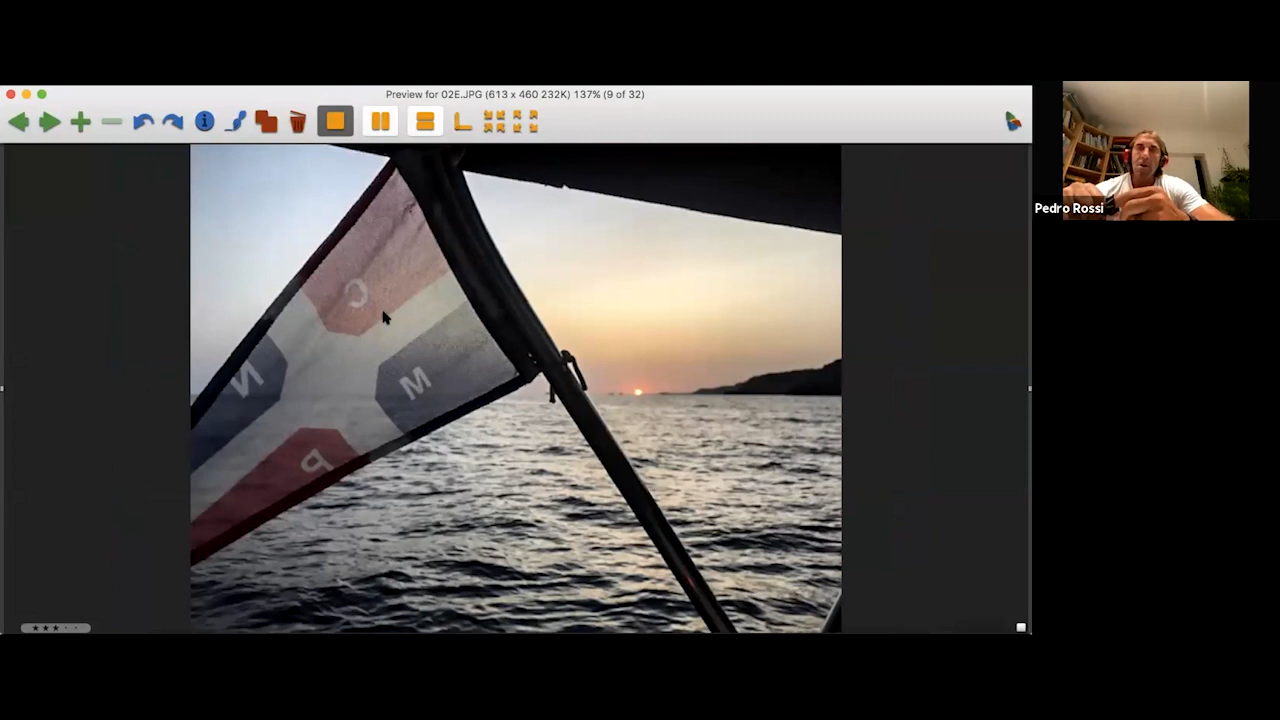 Preview for 02E.JPG (613 x 460 232K) 137% (9 of 32)
Pedro Rossi
C
N
M
P